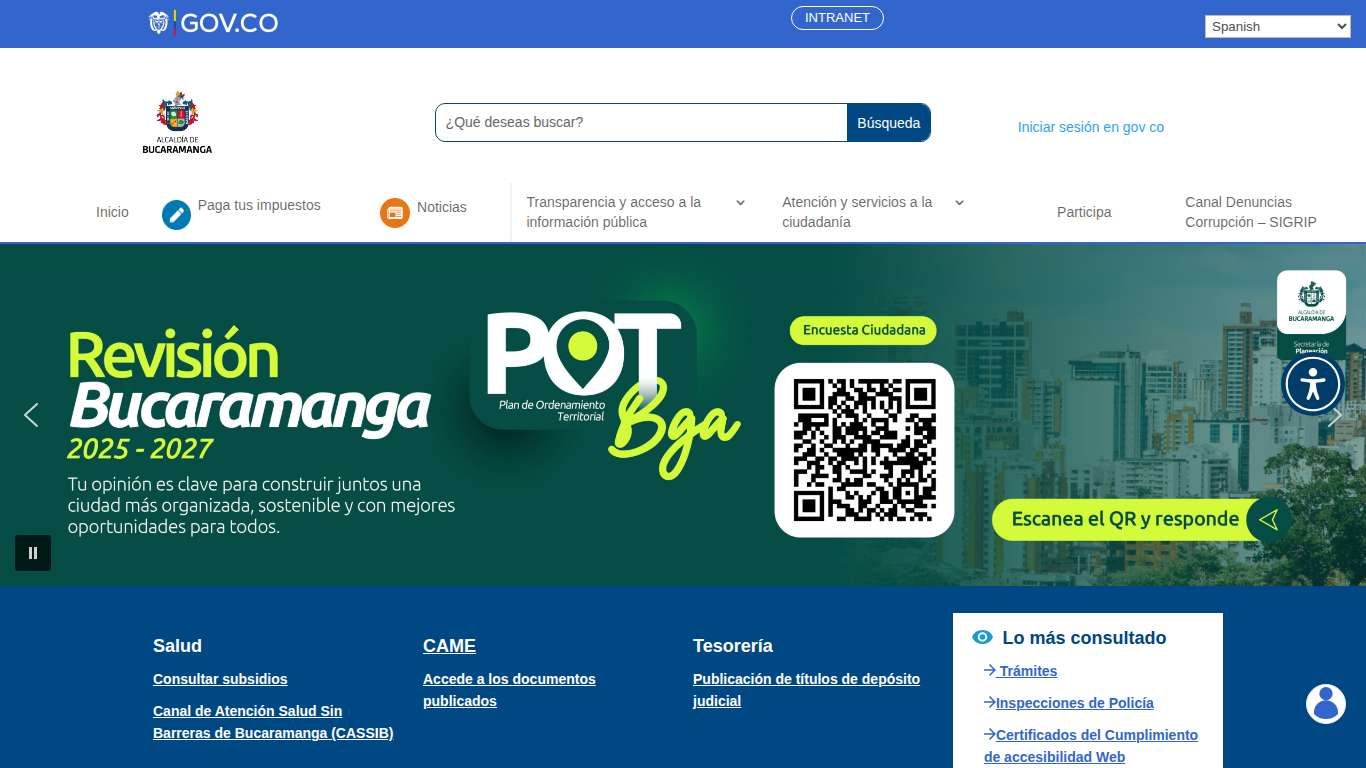 GOV.CO
INTRANET
Spanish
ALCALDÍA DE
BUCARAMANGA
¿Qué deseas buscar?
Búsqueda
Iniciar sesión en gov co
Inicio
Paga tus impuestos
Noticias
Transparencia y acceso a la
información pública
Atención y servicios a la
ciudadanía
Participa
Canal Denuncias
Corrupción – SIGRIP
Revisión
Bucaramanga
2025 - 2027
Tu opinión es clave para construir juntos una
ciudad más organizada, sostenible y con mejores
oportunidades para todos.
POT
Plan de Ordenamiento
Territorial
Bga
Encuesta Ciudadana
Escanea el QR y responde
ALCALDÍA DE
BUCARAMANGA
Secretaría de
Planeación
Salud
Consultar subsidios
Canal de Atención Salud Sin
Barreras de Bucaramanga (CASSIB)
CAME
Accede a los documentos
publicados
Tesorería
Publicación de títulos de depósito
judicial
Lo más consultado
Trámites
Inspecciones de Policía
Certificados del Cumplimiento
de accesibilidad Web